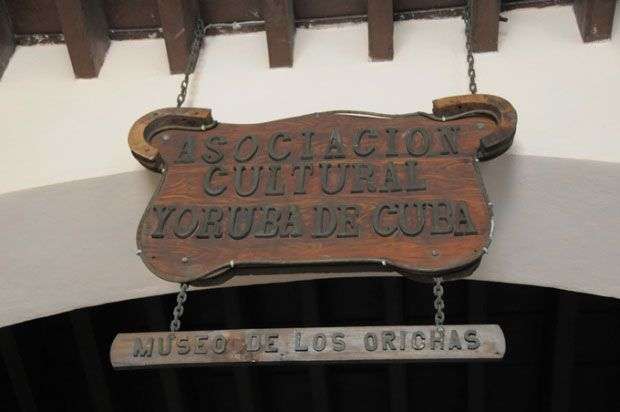 ASOCIACION
CULTURAL
YORUBA DE CUBA
MUSEO DE LOS ORICHAS